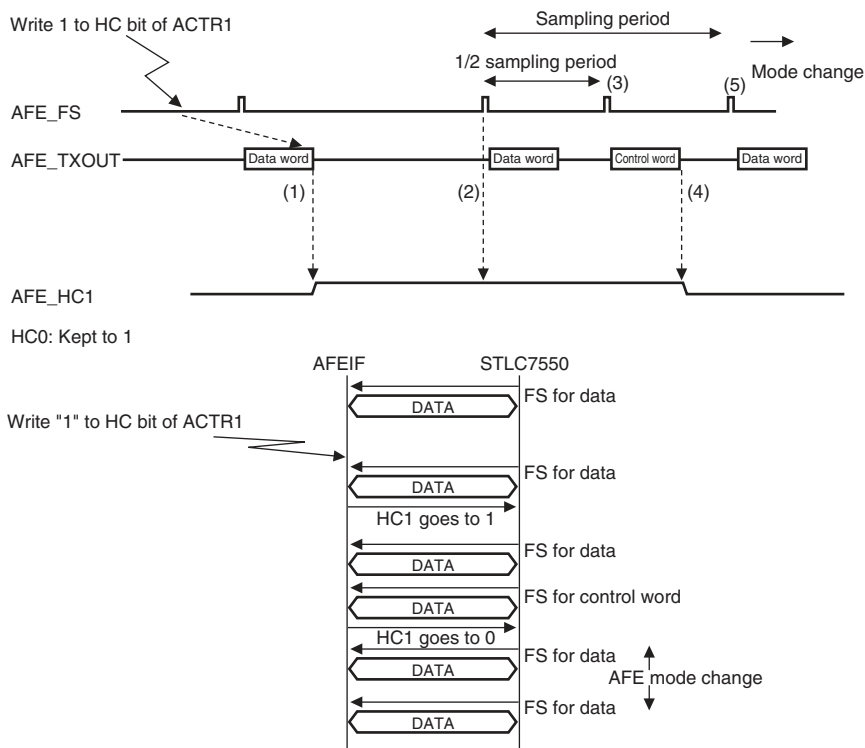 Write 1 to HC bit of ACTR1
Sampling period
1/2 sampling period
Mode change
(3)
(5)
AFE_FS
AFE_TXOUT
Data word
Data word
Control word
Data word
(1)
(2)
(4)
AFE_HC1
HC0: Kept to 1
AFEIF
STLC7550
FS for data
DATA
Write "1" to HC bit of ACTR1
FS for data
DATA
HC1 goes to 1
FS for data
DATA
FS for control word
DATA
HC1 goes to 0
FS for data
DATA
AFE mode change
FS for data
DATA